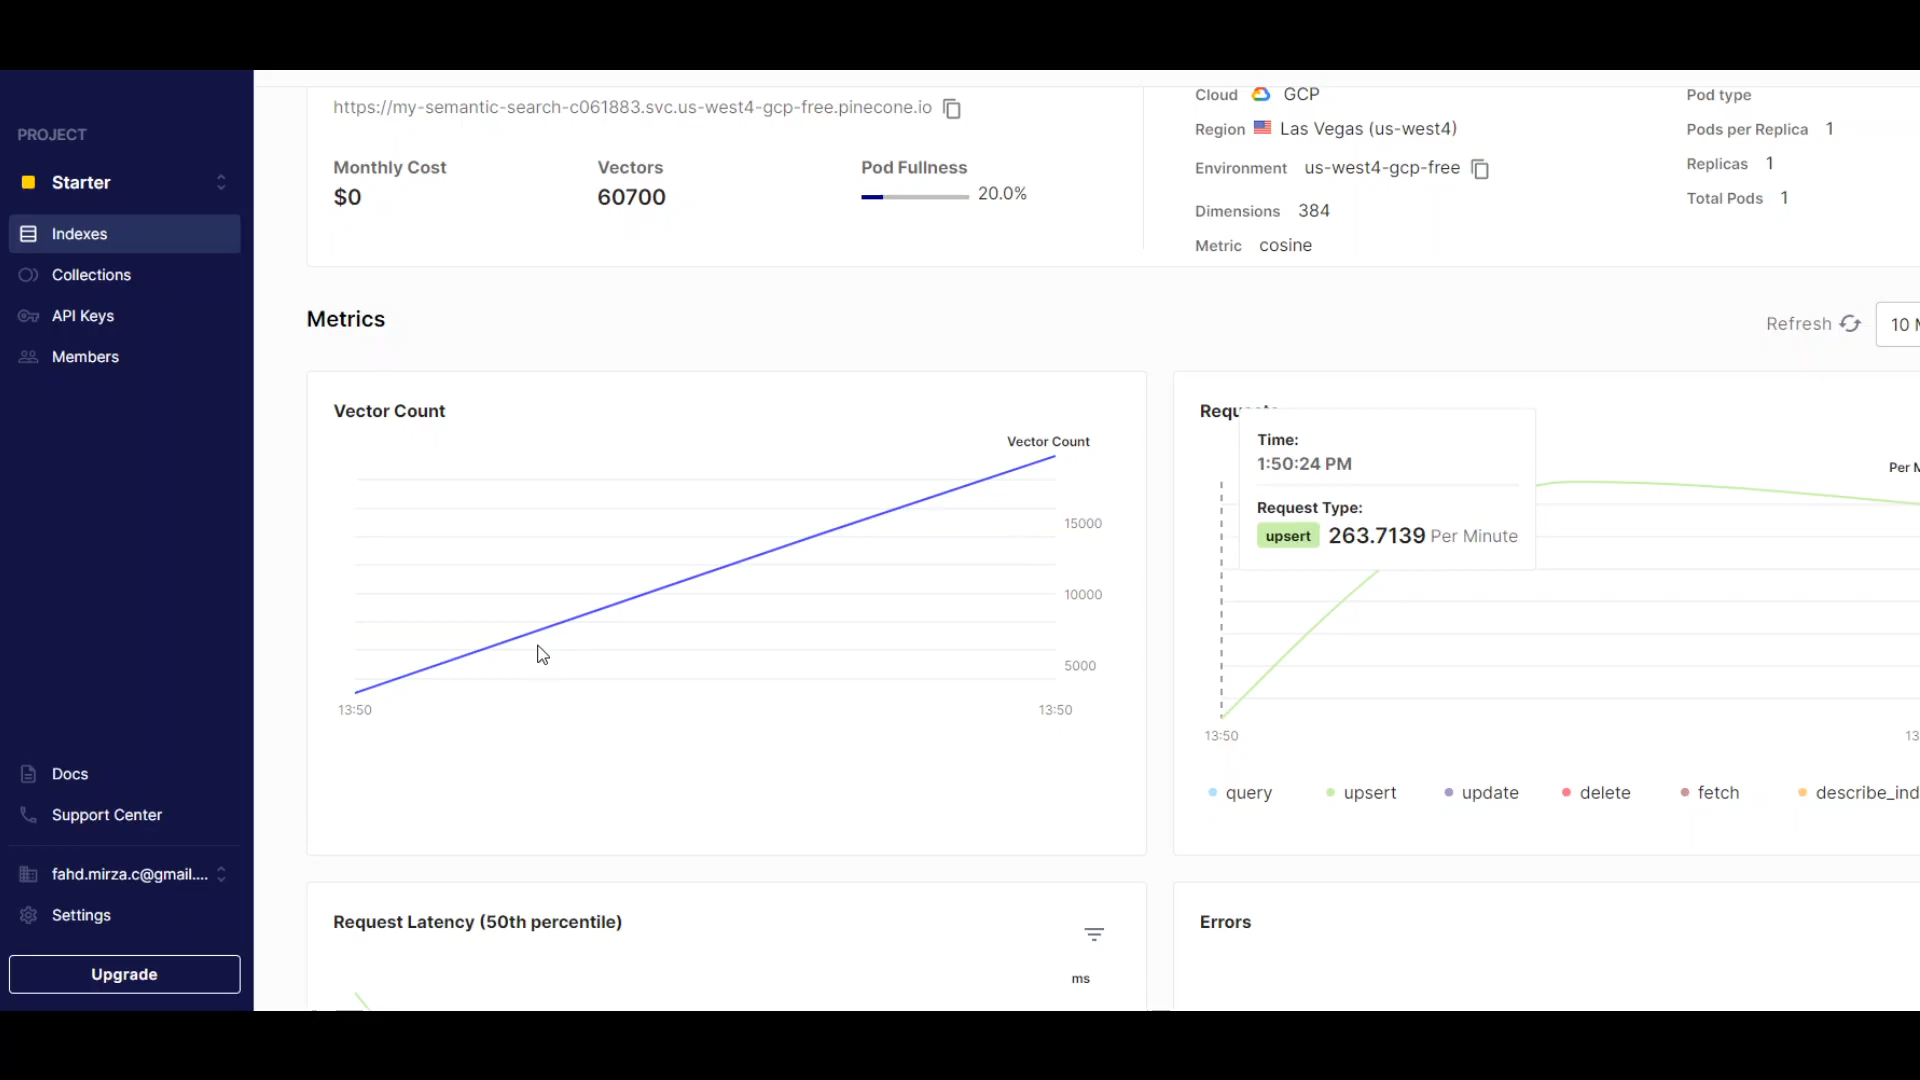 PROJECT
Starter
Indexes
Collections
API Keys
Members
Docs
Support Center
fahd.mirza.c@gmail....
Settings
Upgrade
https://my-semantic-search-c061883.svc.us-west4-gcp-free.pinecone.io
Monthly Cost
$0
Vectors
60700
Pod Fullness
20.0%
Cloud GCP
Region Las Vegas (us-west4)
Environment us-west4-gcp-free
Dimensions 384
Metric cosine
Pod type
Pods per Replica 1
Replicas 1
Total Pods 1
Metrics
Refresh
10 M
Vector Count
Vector Count
15000
10000
5000
13:50
13:50
Requests
Time:
1:50:24 PM
Request Type:
upsert 263.7139 Per Minute
Per M
13:50
13
query
upsert
update
delete
fetch
describe_ind
Request Latency (50th percentile)
ms
Errors